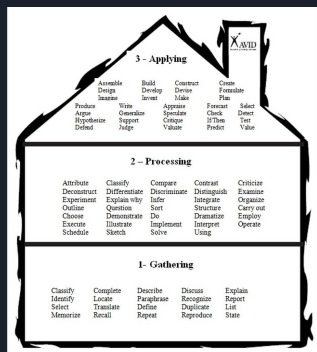 AVID
3 - Applying
Assemble Build Construct Create
Design Develop Devise Formulate
Imagine Invent Make Plan
Produce Write Appraise Forecast Select
Argue Generalize Speculate Check Detect
Hypothesize Support Critique If/Then Test
Defend Judge Valuate Predict Value
2 – Processing
Attribute Classify Compare Contrast Criticize
Deconstruct Differentiate Discriminate Distinguish Examine
Experiment Explain why Infer Integrate Organize
Outline Question Sort Structure Carry out
Choose Demonstrate Do Dramatize Employ
Execute Illustrate Implement Interpret Operate
Schedule Sketch Solve Using
1- Gathering
Classify Complete Describe Discuss Explain
Identify Locate Paraphrase Recognize Report
Select Translate Define Duplicate List
Memorize Recall Repeat Reproduce State